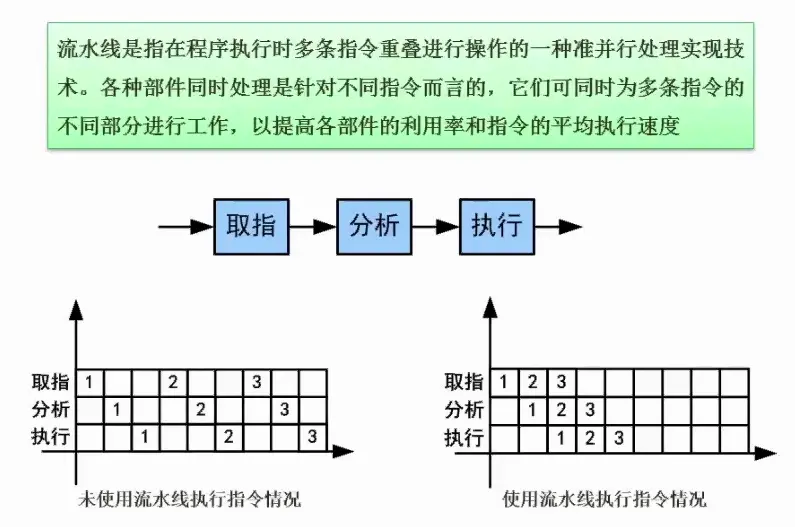 流水线是指在程序执行时多条指令重叠进行操作的一种准并行处理实现技
术。各种部件同时处理是针对不同指令而言的，它们可同时为多条指令的
不同部分进行工作，以提高各部件的利用率和指令的平均执行速度
取指 分析 执行
取指 1 2 3
分析 1 2 3
执行 1 2 3
未使用流水线执行指令情况
取指 1 2 3
分析 1 2 3
执行 1 2 3
使用流水线执行指令情况